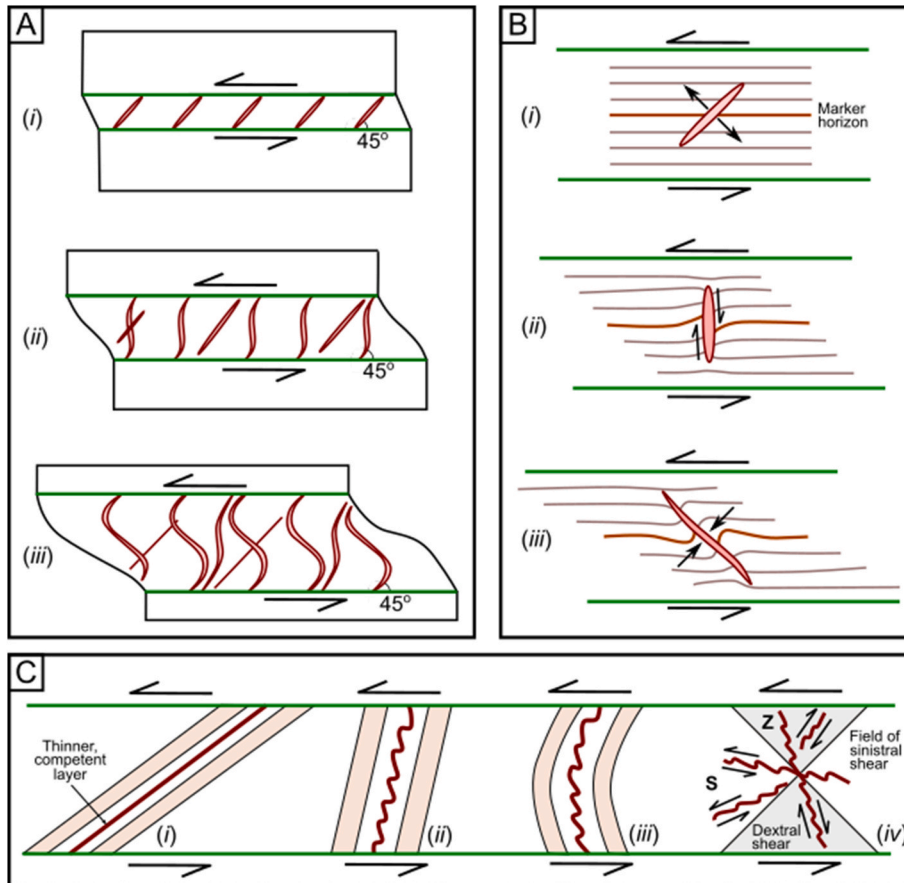 A
(i)
45°
(ii)
45°
(iii)
45°
B
(i)
Marker
horizon
(ii)
(iii)
C
Thinner,
competent
layer
(i)
(ii)
(iii)
Z
S
Field of
sinistral
shear
Dextral
shear
(iv)